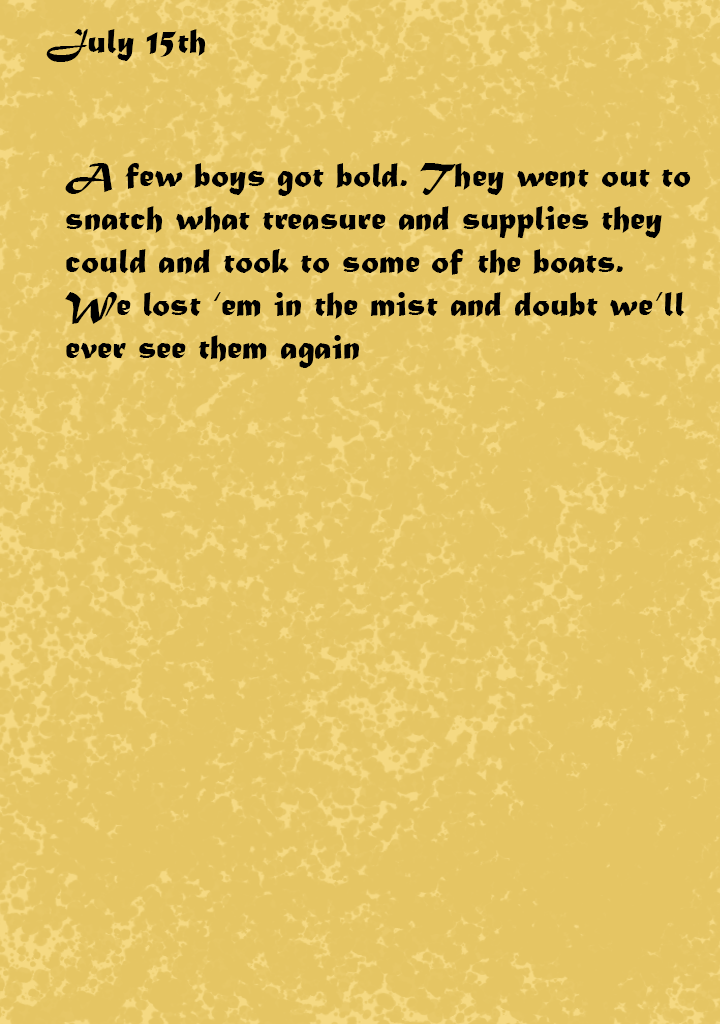 July 15th
A few boys got bold. They went out to
snatch what treasure and supplies they
could and took to some of the boats.
We lost 'em in the mist and doubt we'll
ever see them again